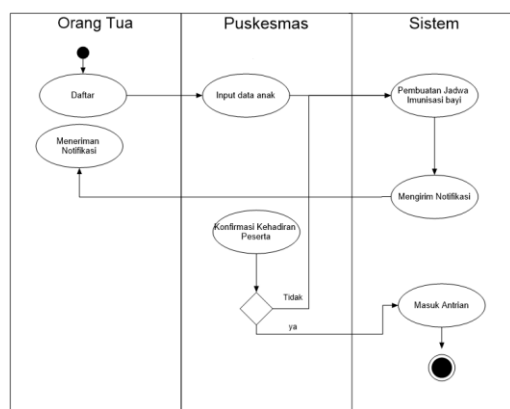 Orang Tua
Puskesmas
Sistem
Daftar
Input data anak
Pembuatan Jadwa
Imunisasi bayi
Meneriman
Notifikasi
Mengirim Notifikasi
Konfirmasi Kehadiran
Peserta
Tidak
ya
Masuk Antrian